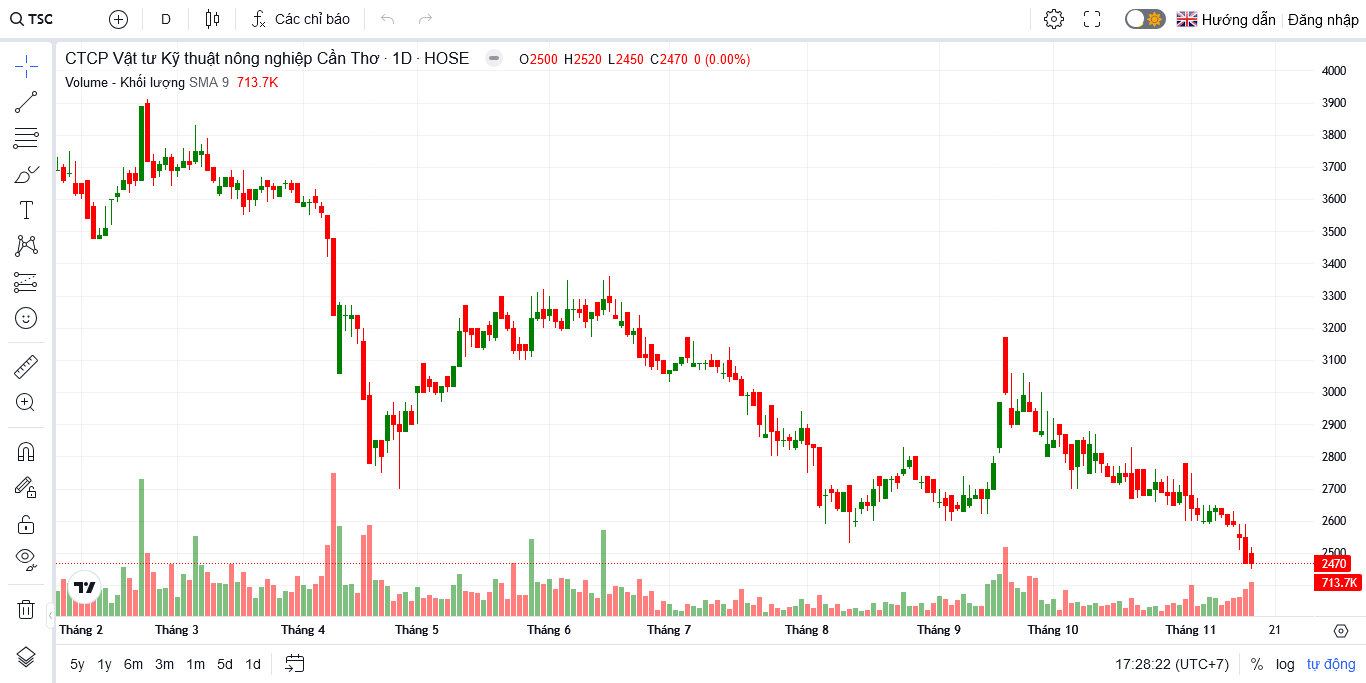 TSC D Các chỉ báo Hướng dẫn Đăng nhập
CTCP Vật tư Kỹ thuật nông nghiệp Cần Thơ · 1D · HOSE O2500 H2520 L2450 C2470 0 (0.00%)
Volume - Khối lượng SMA 9 713.7K
4000
3900
3800
3700
3600
3500
3400
3300
3200
3100
3000
2900
2800
2700
2600
2500
2470
713.7K
Tháng 2 Tháng 3 Tháng 4 Tháng 5 Tháng 6 Tháng 7 Tháng 8 Tháng 9 Tháng 10 Tháng 11 21
5y 1y 6m 3m 1m 5d 1d 17:28:22 (UTC+7) % log tự động